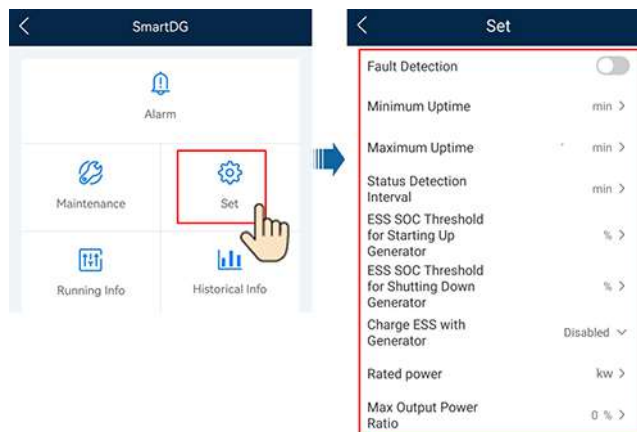 SmartDG
Alarm
Maintenance
Set
Running Info
Historical Info
Set
Fault Detection
Minimum Uptime min
Maximum Uptime min
Status Detection
Interval min
ESS SOC Threshold
for Starting Up %
Generator
ESS SOC Threshold
for Shutting Down %
Generator
Charge ESS with
Generator Disabled
Rated power kw
Max Output Power
Ratio 0 %